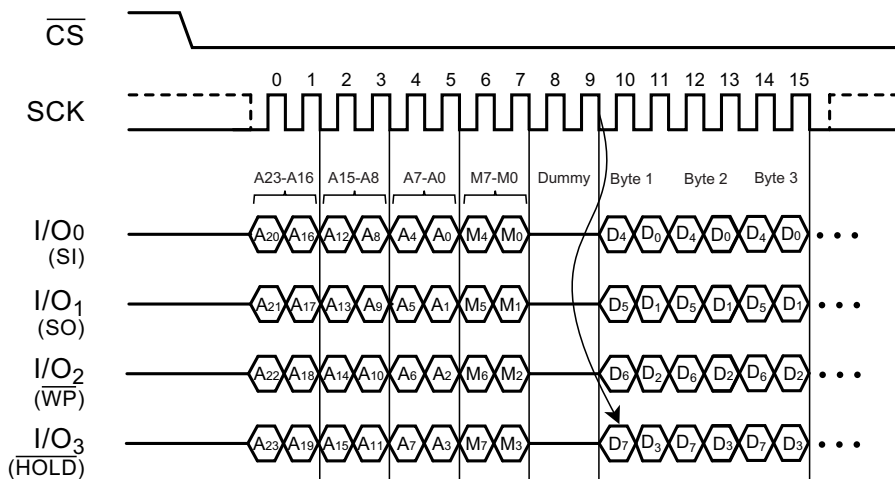 CS
0 1 2 3 4 5 6 7 8 9 10 11 12 13 14 15
SCK
A23-A16 A15-A8 A7-A0 M7-M0 Dummy Byte 1 Byte 2 Byte 3
I/O0 A20 A16 A12 A8 A4 A0 M4 M0 D4 D0 D4 D0 D4 D0
(SI)
I/O1 A21 A17 A13 A9 A5 A1 M5 M1 D5 D1 D5 D1 D5 D1
(SO)
I/O2 A22 A18 A14 A10 A6 A2 M6 M2 D6 D2 D6 D2 D6 D2
(WP)
I/O3 A23 A19 A15 A11 A7 A3 M7 M3 D7 D3 D7 D3 D7 D3
(HOLD)